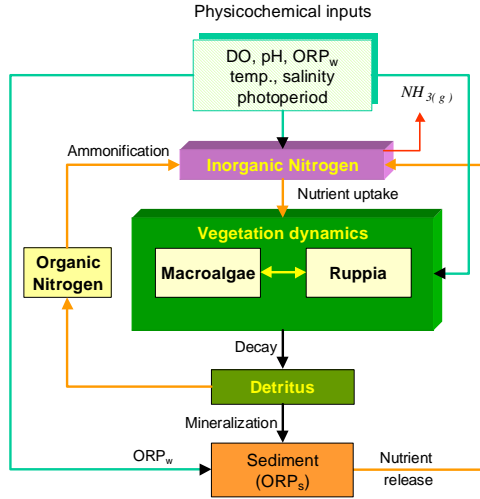 Physicochemical inputs
DO, pH, ORPw
temp., salinity
photoperiod
NH3(g)
Ammonification
Inorganic Nitrogen
Nutrient uptake
Vegetation dynamics
Organic
Nitrogen
Macroalgae
Ruppia
Decay
Detritus
Mineralization
ORPw
Sediment
(ORPs)
Nutrient
release